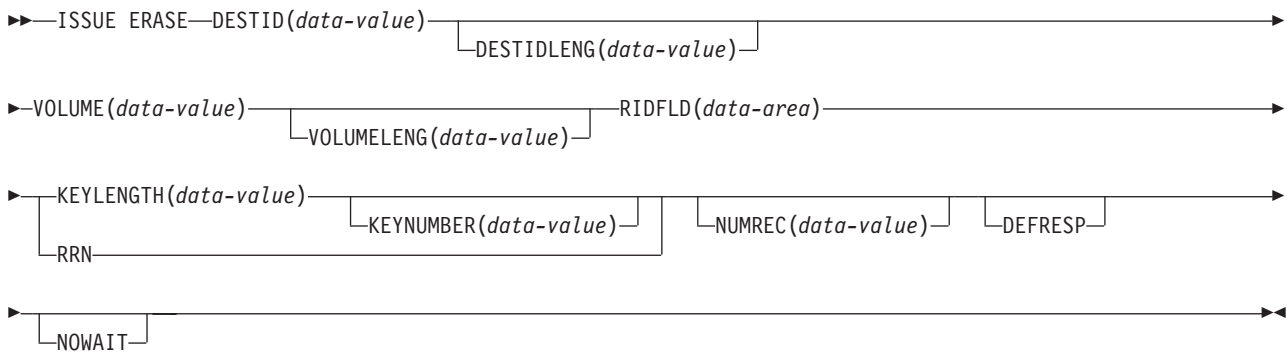 ISSUE ERASE DESTID(data-value)
DESTIDLENG(data-value)
VOLUME(data-value) RIDFLD(data-area)
VOLUMELENG(data-value)
KEYLENGTH(data-value)
KEYNUMBER(data-value) NUMREC(data-value) DEFRESP
RRN
NOWAIT